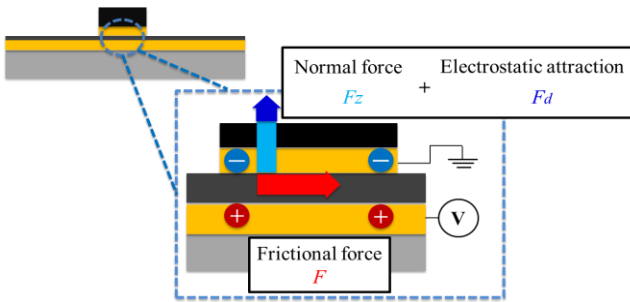 Normal force + Electrostatic attraction
Fz Fd
− −
+ +
V
Frictional force
F